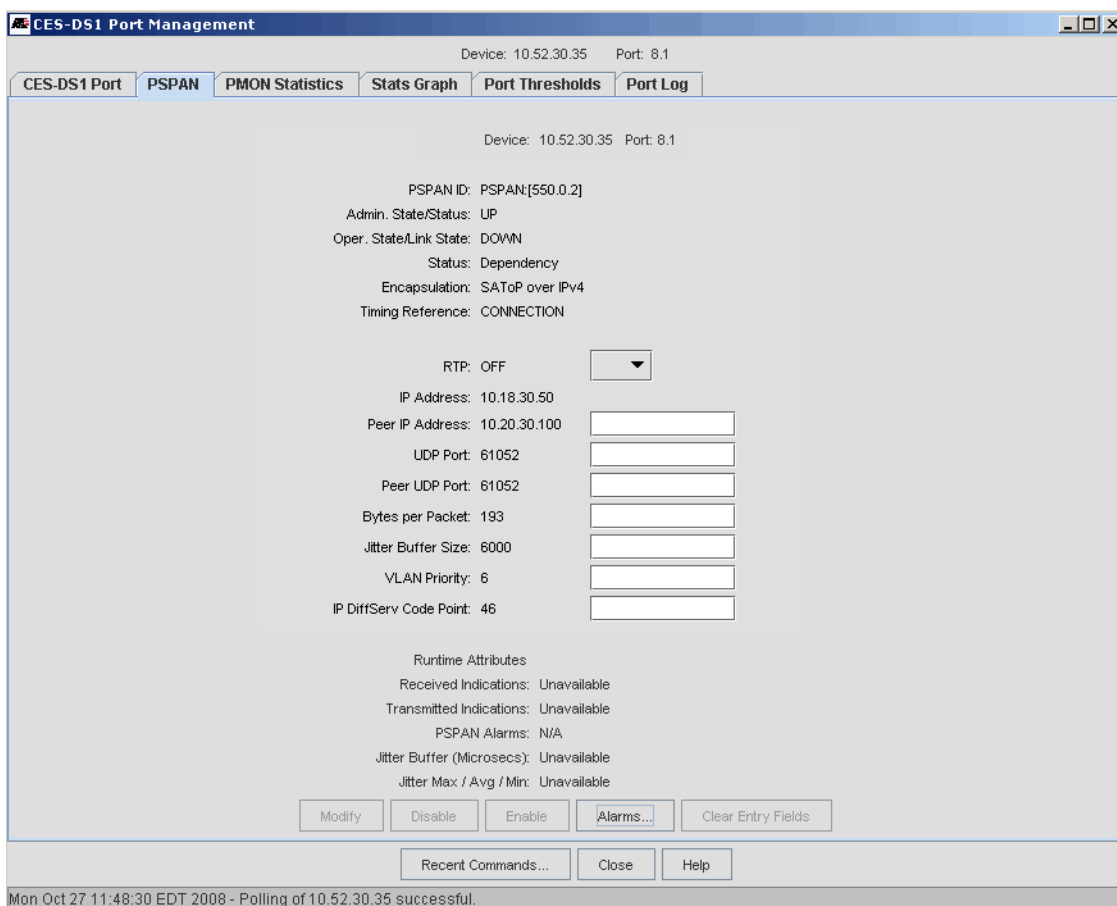 CES-DS1 Port Management
Device: 10.52.30.35 Port: 8.1
CES-DS1 Port PSPAN PMON Statistics Stats Graph Port Thresholds Port Log
Device: 10.52.30.35 Port: 8.1
PSPAN ID: PSPAN:[550.0.2]
Admin. State/Status: UP
Oper. State/Link State: DOWN
Status: Dependency
Encapsulation: SAToP over IPv4
Timing Reference: CONNECTION
RTP: OFF
IP Address: 10.18.30.50
Peer IP Address: 10.20.30.100
UDP Port: 61052
Peer UDP Port: 61052
Bytes per Packet: 193
Jitter Buffer Size: 6000
VLAN Priority: 6
IP DiffServ Code Point: 46
Runtime Attributes
Received Indications: Unavailable
Transmitted Indications: Unavailable
PSPAN Alarms: N/A
Jitter Buffer (Microsecs): Unavailable
Jitter Max / Avg / Min: Unavailable
Modify Disable Enable Alarms... Clear Entry Fields
Recent Commands... Close Help
Mon Oct 27 11:48:30 EDT 2008 - Polling of 10.52.30.35 successful.